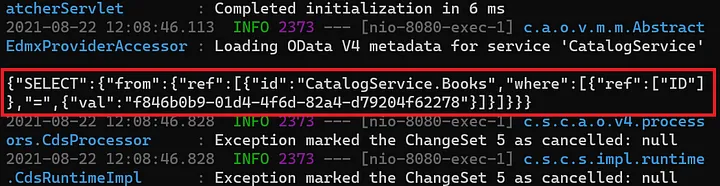 atcherServlet : Completed initialization in 6 ms
2021-08-22 12:08:46.113 INFO 2373 --- [nio-8080-exec-1] c.a.o.v.m.m.Abstract
EdmxProviderAccessor : Loading OData V4 metadata for service 'CatalogService'
{"SELECT":{"from":{"ref":[{"id":"CatalogService.Books","where":[{"ref":["ID"]
},"=",{"val":"f846b0b9-01d4-4f6d-82a4-d79204f62278"}]}]}}}
2021-08-22 12:08:46.828 INFO 2373 --- [nio-8080-exec-1] c.s.c.a.o.v4.process
ors.CdsProcessor : Exception marked the ChangeSet 5 as cancelled: null
2021-08-22 12:08:46.828 INFO 2373 --- [nio-8080-exec-1] c.s.c.s.impl.runtime
.CdsRuntimeImpl : Exception marked the ChangeSet 5 as cancelled: null